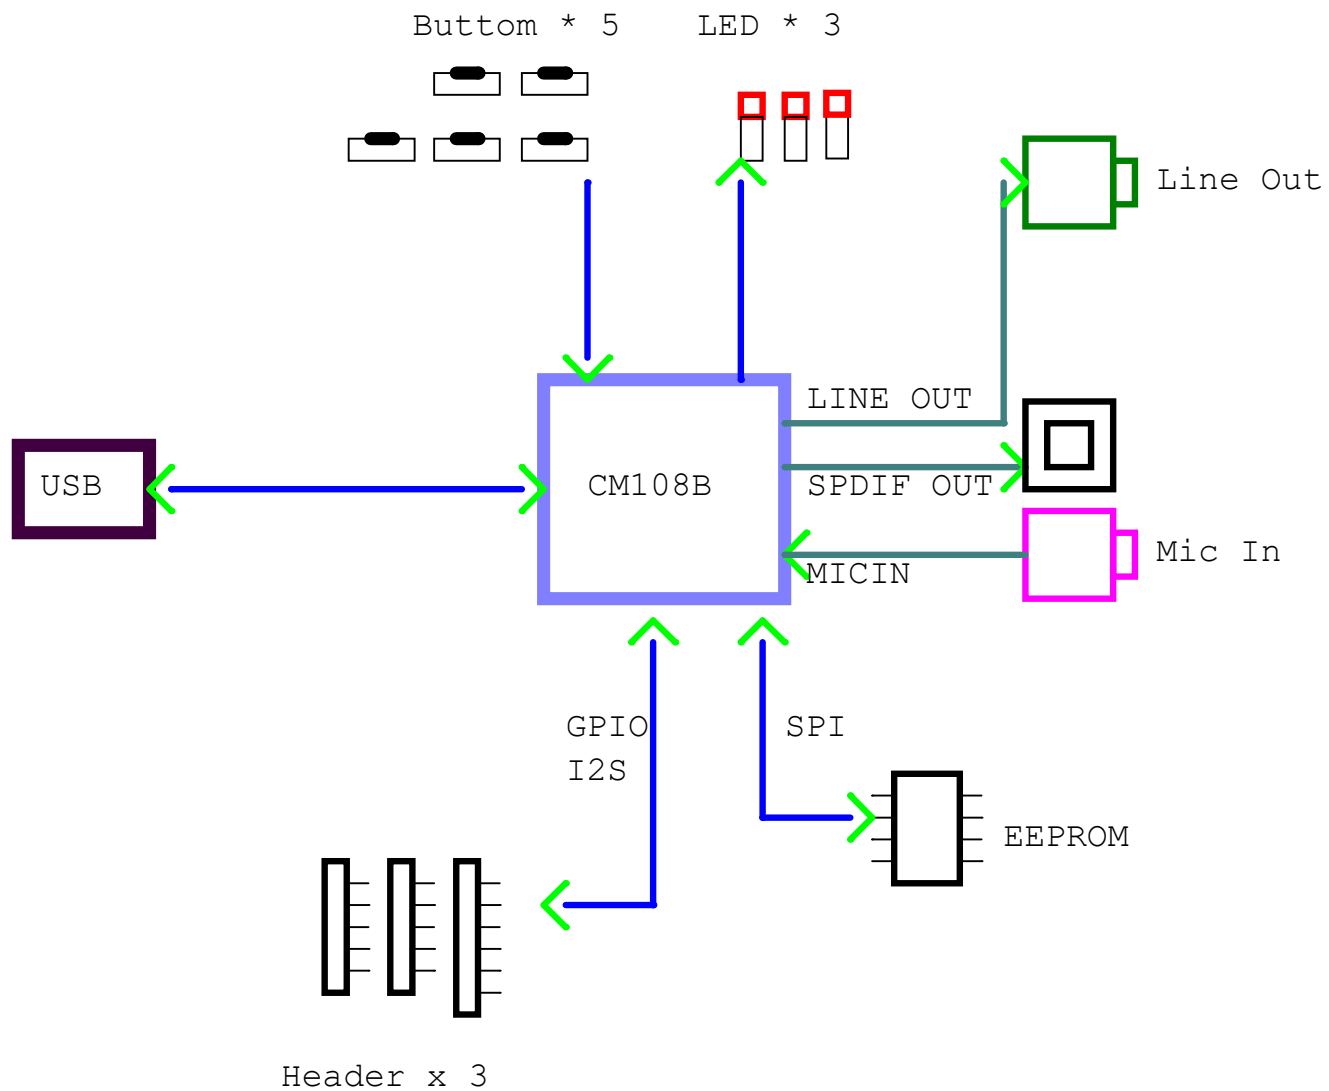 Buttom * 5
LED * 3
Line Out
LINE OUT
USB
CM108B
SPDIF OUT
Mic In
MICIN
GPIO
SPI
I2S
EEPROM
Header x 3